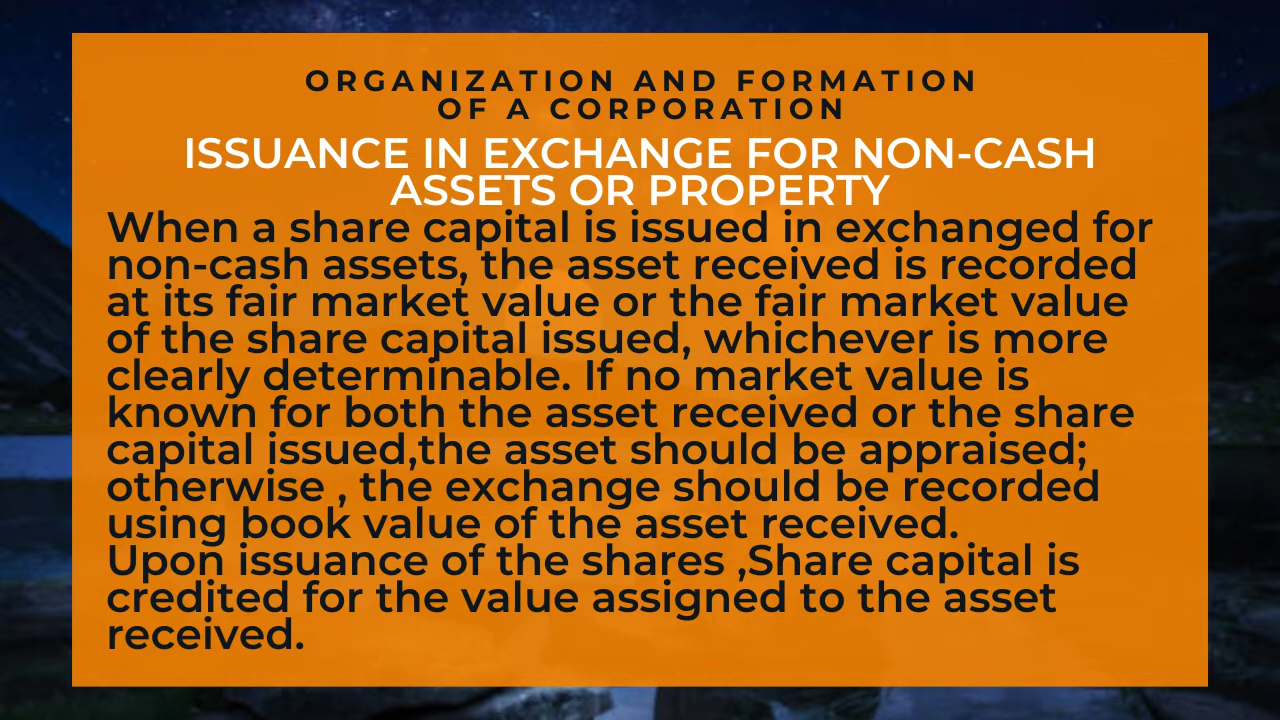 ORGANIZATION AND FORMATION
OF A CORPORATION
ISSUANCE IN EXCHANGE FOR NON-CASH
ASSETS OR PROPERTY
When a share capital is issued in exchanged for
non-cash assets, the asset received is recorded
at its fair market value or the fair market value
of the share capital issued, whichever is more
clearly determinable. If no market value is
known for both the asset received or the share
capital issued,the asset should be appraised;
otherwise , the exchange should be recorded
using book value of the asset received.
Upon issuance of the shares ,Share capital is
credited for the value assigned to the asset
received.